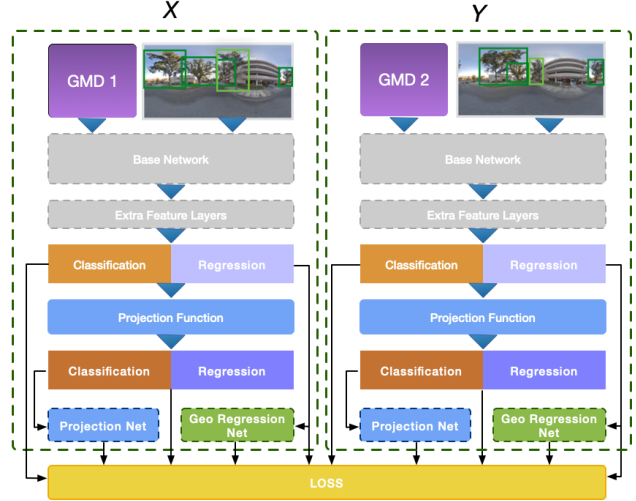 X
Y
GMD 1
GMD 2
Base Network
Base Network
Extra Feature Layers
Extra Feature Layers
Classification
Regression
Classification
Regression
Projection Function
Projection Function
Classification
Regression
Classification
Regression
Projection Net
Geo Regression
Net
Projection Net
Geo Regression
Net
LOSS